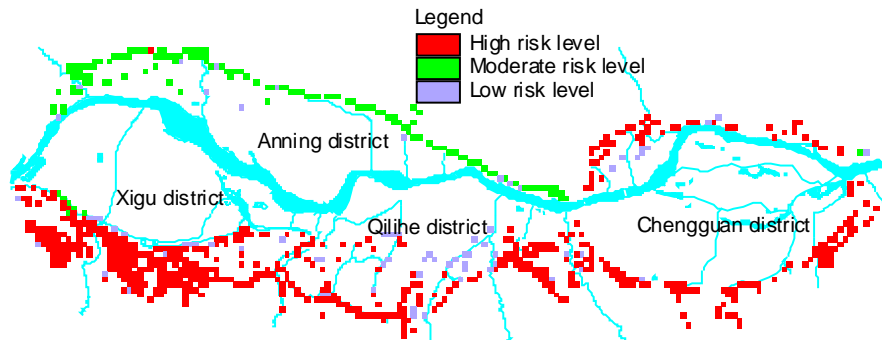 Legend
High risk level
Moderate risk level
Low risk level
Anning district
Xigu district
Qilihe district
Chengguan district